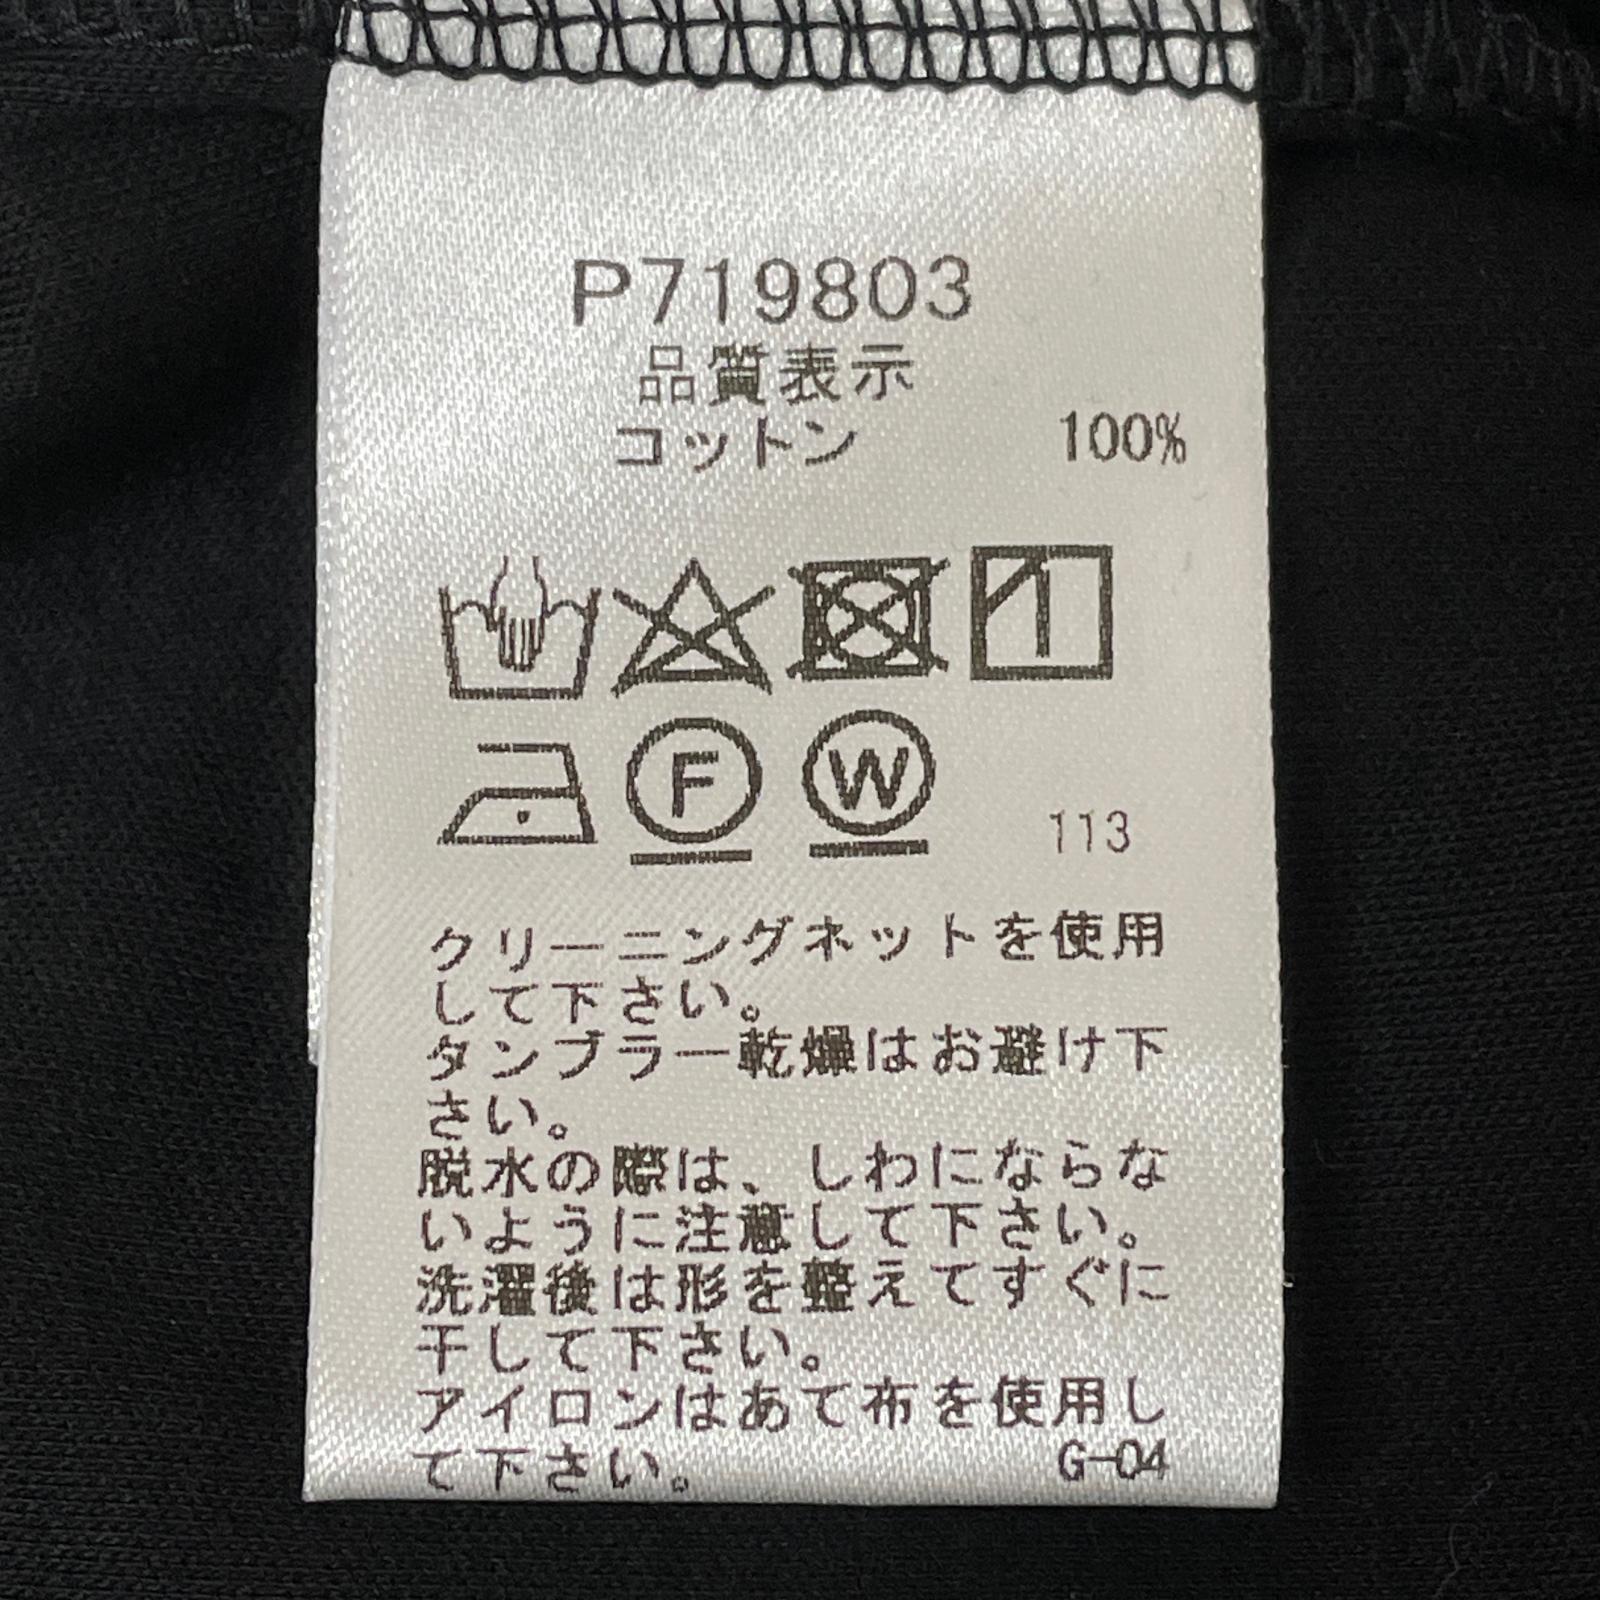 P719803
品質表示
コットン 100%
F W 113
クリーニングネットを使用
して下さい。
タンブラー乾燥はお避け下
さい。
脱水の際は、しわにならな
いように注意して下さい。
洗濯後は形を整えてすぐに
干して下さい。
アイロンはあて布を使用し
て下さい。 G-04